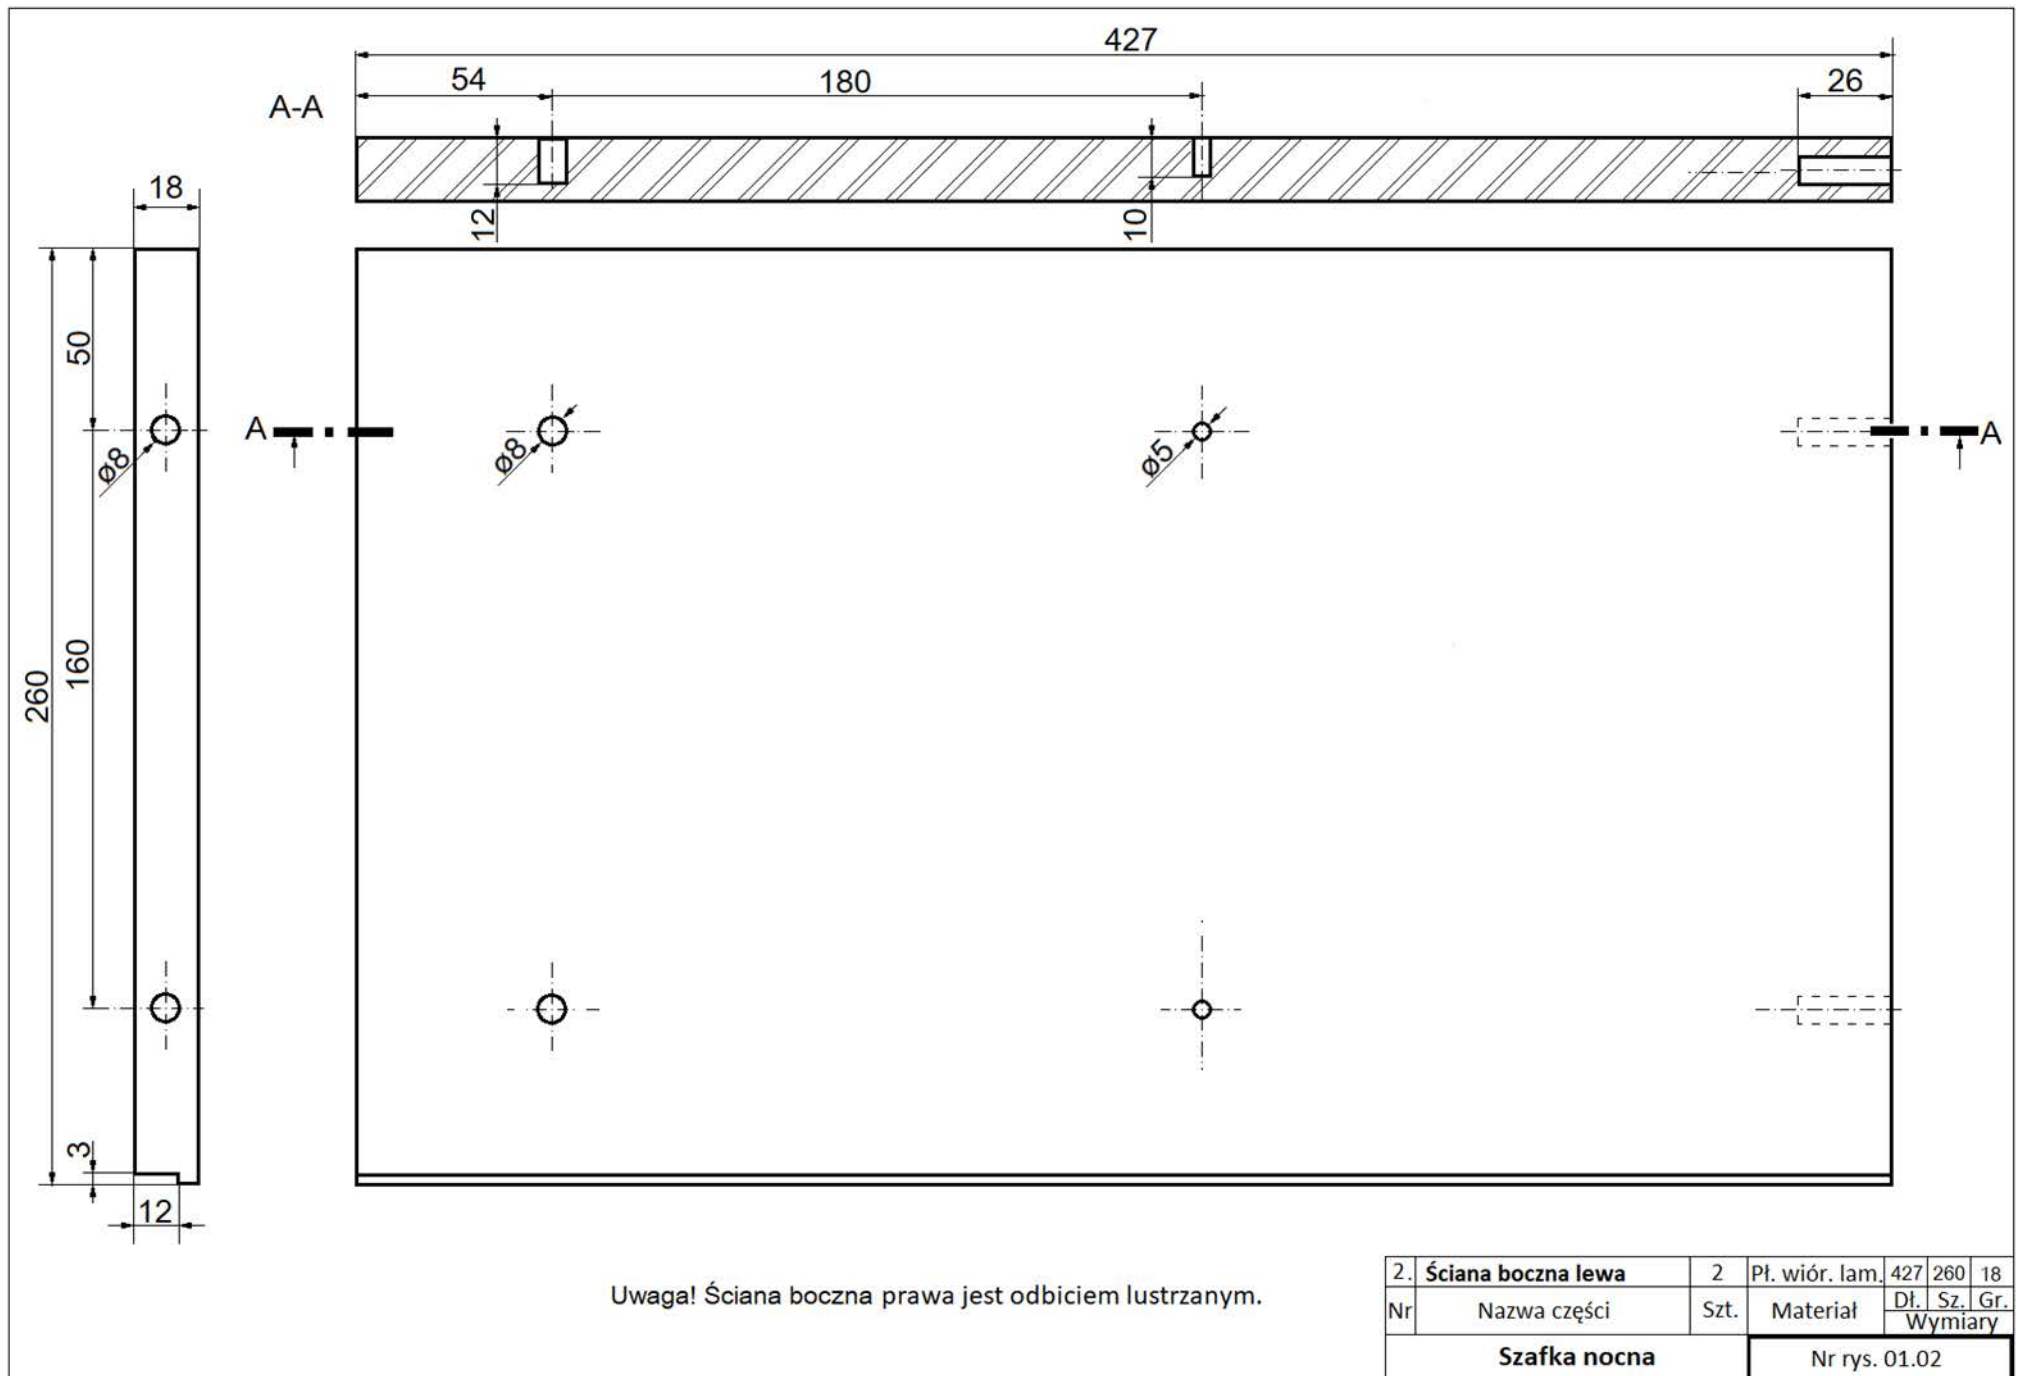 427
54
180
26
A-A
18
12
10
50
A
A
ø8
ø8
ø5
160
260
3
12
Uwaga! Ściana boczna prawa jest odbiciem lustrzanym.
2. Ściana boczna lewa 2 Pł. wiór. lam. 427 260 18
Nr Nazwa części Szt. Materiał Dł. Sz. Gr.
Wymiary
Szafka nocna Nr rys. 01.02